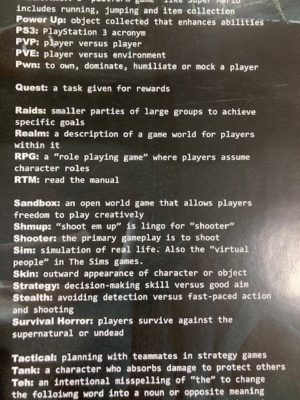 game" like Super Mario
includes running, jumping and item collection
Power Up: object collected that enhances abilities
PS3: PlayStation 3 acronym
PVP: player versus player
PVE: player versus environment
Pwn: to own, dominate, humiliate or mock a player
Quest: a task given for rewards
Raids: smaller parties of large groups to achieve
specific goals
Realm: a description of a game world for players
within it
RPG: a “role playing game” where players assume
character roles
RTM: read the manual
Sandbox: an open world game that allows players
freedom to play creatively
Shmup: “shoot em up” is lingo for “shooter”
Shooter: the primary gameplay is to shoot
Sim: simulation of real life. Also the “virtual
people” in The Sims games.
Skin: outward appearance of character or object
Strategy: decision-making skill versus good aim
Stealth: avoiding detection versus fast-paced action
and shooting
Survival Horror: players survive against the
supernatural or undead
Tactical: planning with teammates in strategy games
Tank: a character who absorbs damage to protect others
Teh: an intentional misspelling of “the” to change
the folloiwng word into a noun or opposite meaning